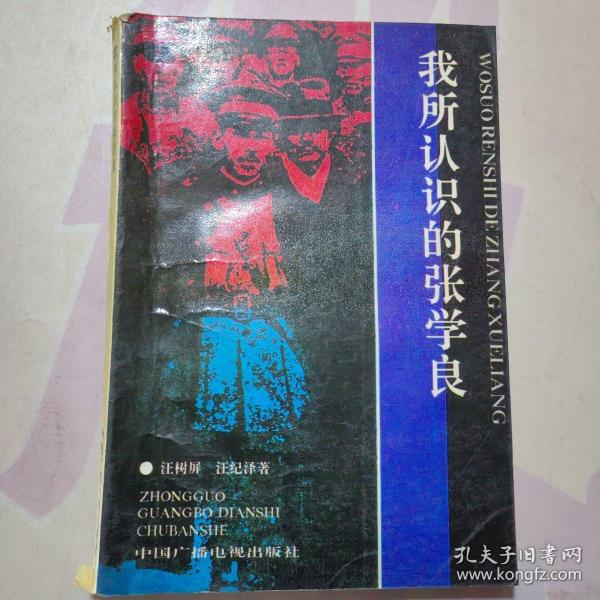 我所认识的张学良
WOSUO RENSHI DE ZHANG XUELIANG
● 汪树屏 汪纪泽著
ZHONGGUO
GUANGBO DIANSHI
CHUBANSHE
中国广播电视出版社
孔夫子旧书网
www.kongfz.com